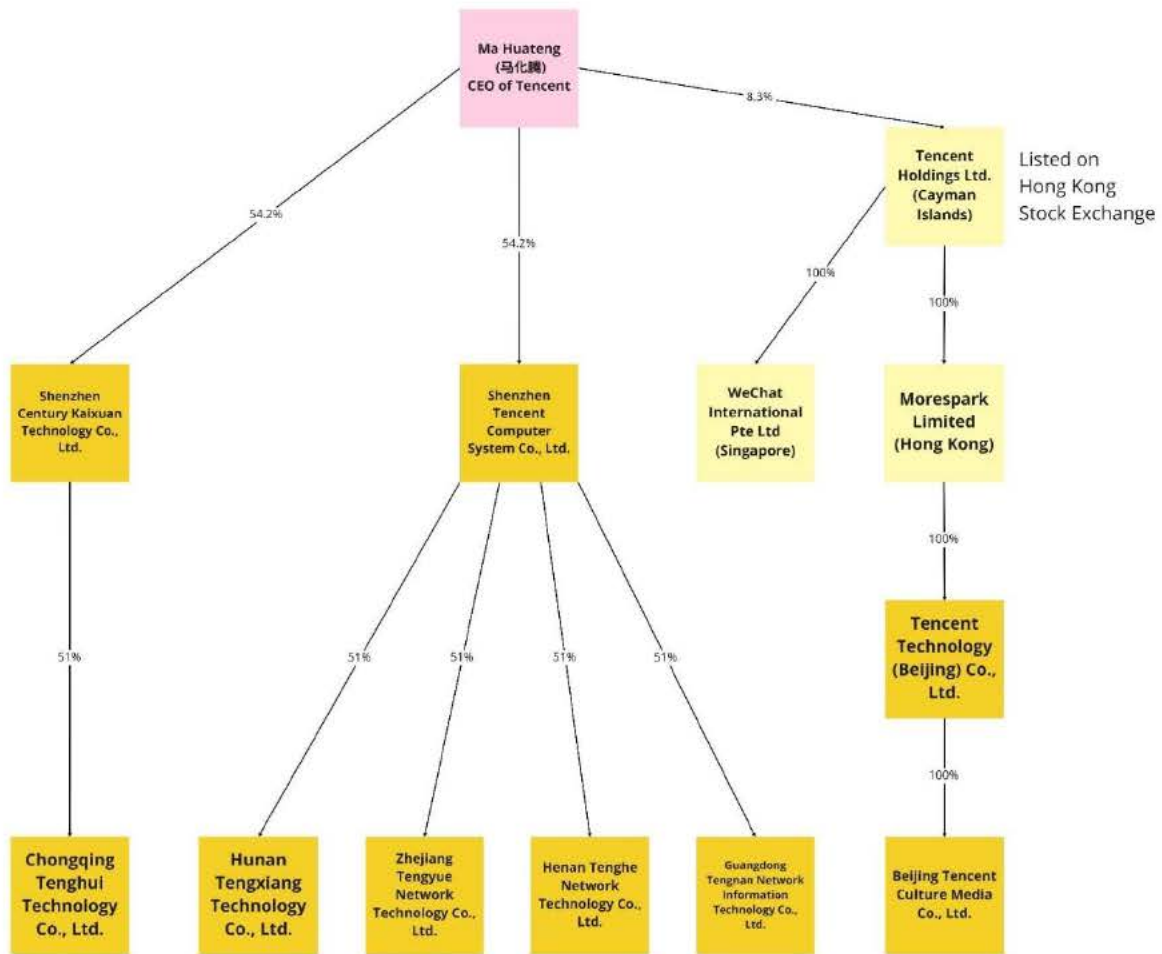 Ma Huateng
(马化腾)
CEO of Tencent
8.3%
54.2%
54.2%
Tencent
Holdings Ltd.
(Cayman
Islands)
Listed on
Hong Kong
Stock Exchange
100%
100%
Shenzhen
Century Kaixuan
Technology Co.,
Ltd.
Shenzhen
Tencent
Computer
System Co., Ltd.
WeChat
International
Pte Ltd
(Singapore)
Morespark
Limited
(Hong Kong)
100%
51%
51%
51%
51%
51%
Tencent
Technology
(Beijing) Co.,
Ltd.
100%
Chongqing
Tenghui
Technology
Co., Ltd.
Hunan
Tengxiang
Technology
Co., Ltd.
Zhejiang
Tengyue
Network
Technology Co.,
Ltd.
Henan Tenghe
Network
Technology Co.,
Ltd.
Guangdong
Tengnan Network
Information
Technology Co.,
Ltd.
Beijing Tencent
Culture Media
Co., Ltd.